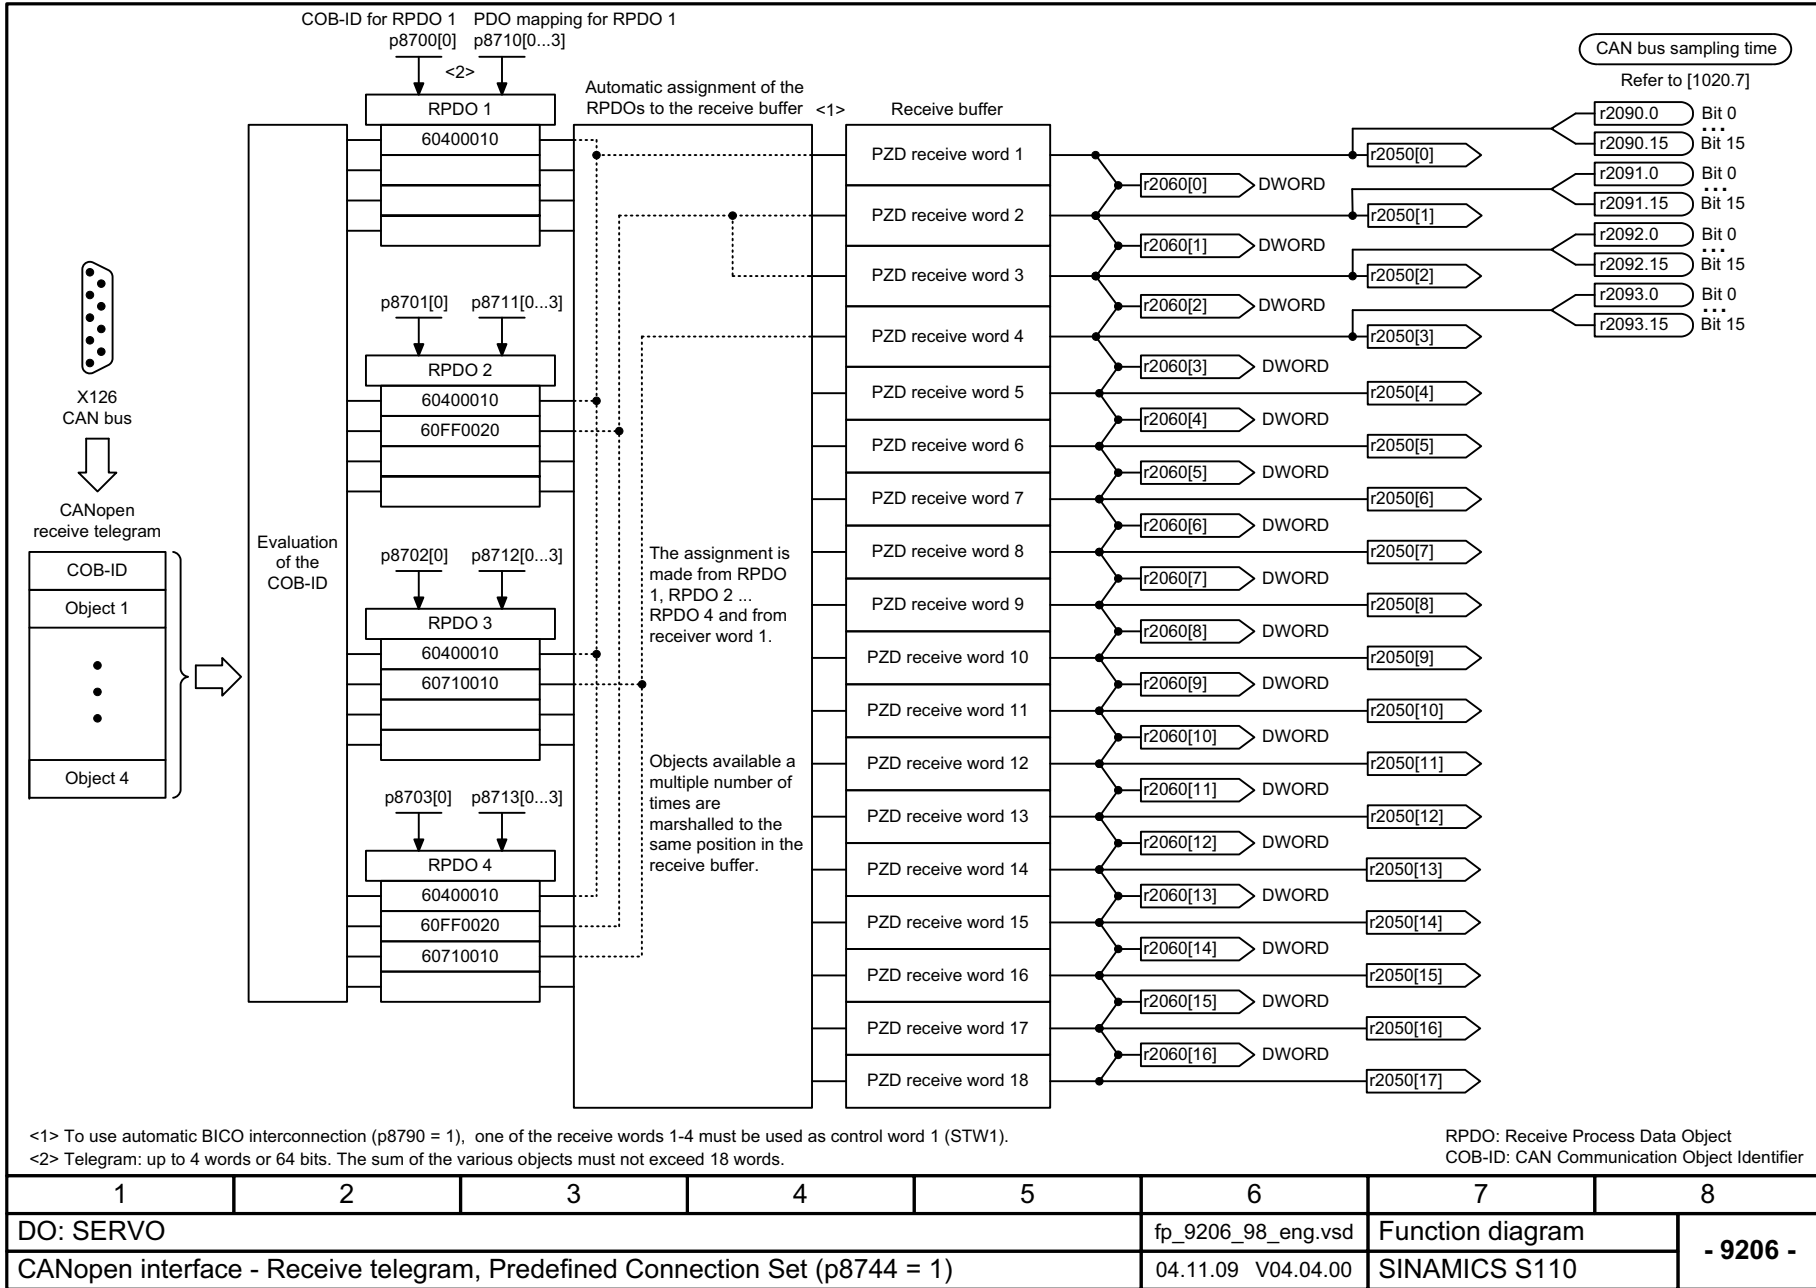 COB-ID for RPDO 1 PDO mapping for RPDO 1
p8700[0] p8710[0...3]
<2>
RPDO 1
60400010
p8701[0] p8711[0...3]
RPDO 2
60400010
60FF0020
p8702[0] p8712[0...3]
RPDO 3
60400010
60710010
p8703[0] p8713[0...3]
RPDO 4
60400010
60FF0020
60710010
X126
CAN bus
CANopen
receive telegram
COB-ID
Object 1
Object 4
Evaluation
of the
COB-ID
Automatic assignment of the
RPDOs to the receive buffer <1>
The assignment is
made from RPDO
1, RPDO 2 ...
RPDO 4 and from
receiver word 1.
Objects available a
multiple number of
times are
marshalled to the
same position in the
receive buffer.
Receive buffer
PZD receive word 1
PZD receive word 2
PZD receive word 3
PZD receive word 4
PZD receive word 5
PZD receive word 6
PZD receive word 7
PZD receive word 8
PZD receive word 9
PZD receive word 10
PZD receive word 11
PZD receive word 12
PZD receive word 13
PZD receive word 14
PZD receive word 15
PZD receive word 16
PZD receive word 17
PZD receive word 18
r2060[0] DWORD
r2060[1] DWORD
r2060[2] DWORD
r2060[3] DWORD
r2060[4] DWORD
r2060[5] DWORD
r2060[6] DWORD
r2060[7] DWORD
r2060[8] DWORD
r2060[9] DWORD
r2060[10] DWORD
r2060[11] DWORD
r2060[12] DWORD
r2060[13] DWORD
r2060[14] DWORD
r2060[15] DWORD
r2060[16] DWORD
r2050[0]
r2050[1]
r2050[2]
r2050[3]
r2050[4]
r2050[5]
r2050[6]
r2050[7]
r2050[8]
r2050[9]
r2050[10]
r2050[11]
r2050[12]
r2050[13]
r2050[14]
r2050[15]
r2050[16]
r2050[17]
CAN bus sampling time
Refer to [1020.7]
r2090.0 Bit 0
...
r2090.15 Bit 15
r2091.0 Bit 0
...
r2091.15 Bit 15
r2092.0 Bit 0
...
r2092.15 Bit 15
r2093.0 Bit 0
...
r2093.15 Bit 15
<1> To use automatic BICO interconnection (p8790 = 1), one of the receive words 1-4 must be used as control word 1 (STW1).
<2> Telegram: up to 4 words or 64 bits. The sum of the various objects must not exceed 18 words.
RPDO: Receive Process Data Object
COB-ID: CAN Communication Object Identifier
1 2 3 4 5 6 7 8
DO: SERVO fp_9206_98_eng.vsd Function diagram
- 9206 -
CANopen interface - Receive telegram, Predefined Connection Set (p8744 = 1) 04.11.09 V04.04.00 SINAMICS S110